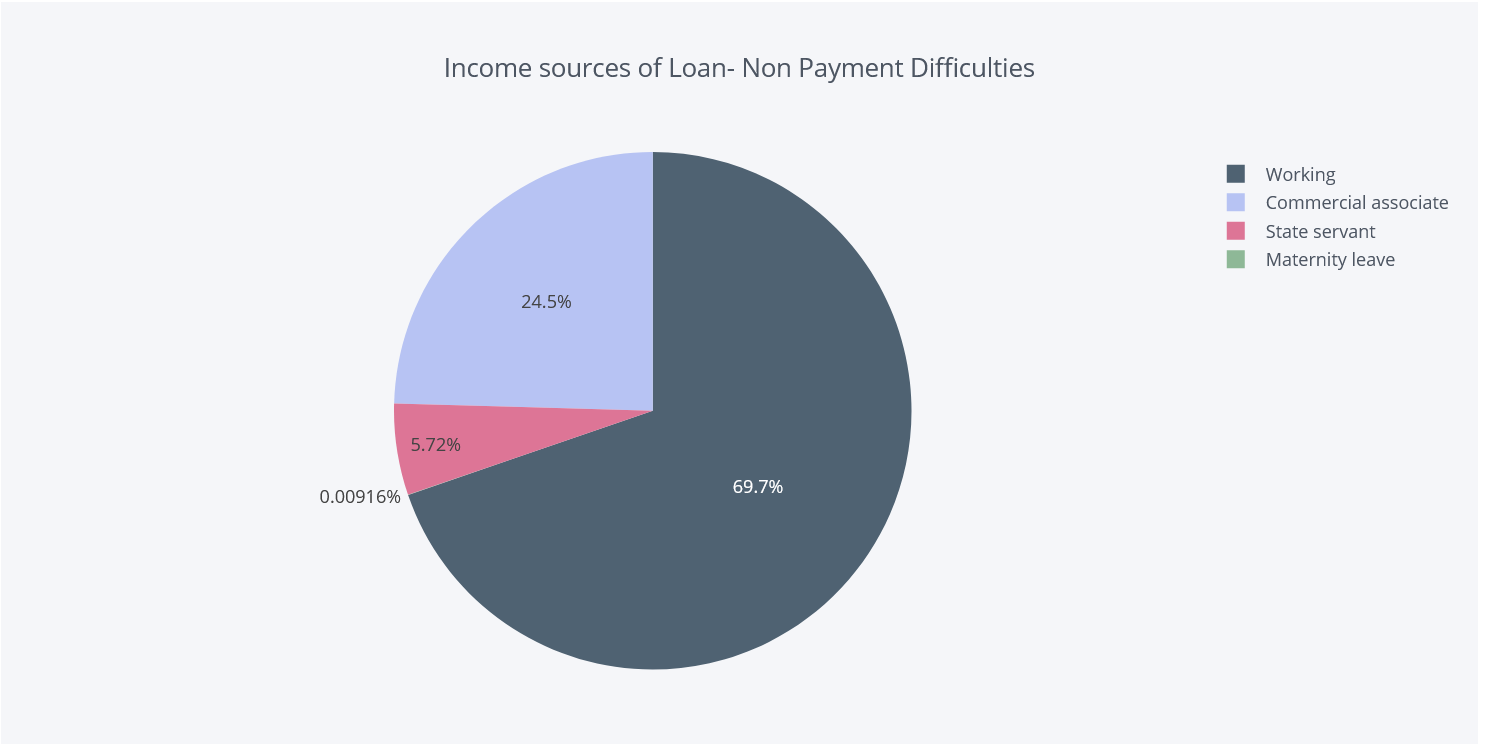 Income sources of Loan- Non Payment Difficulties
Working
Commercial associate
State servant
Maternity leave
24.5%
5.72%
0.00916%
69.7%